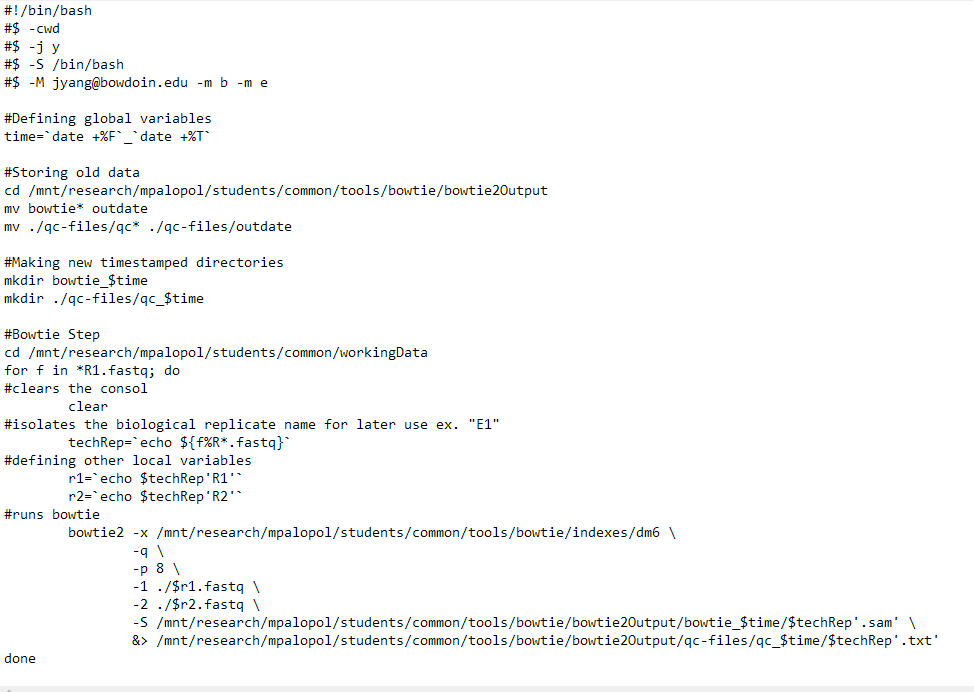 #!/bin/bash
#$ -cwd
#$ -j y
#$ -S /bin/bash
#$ -M jyang@bowdoin.edu -m b -m e
#Defining global variables
time=`date +%F`_`date +%T`
#Storing old data
cd /mnt/research/mpalopol/students/common/tools/bowtie/bowtie2Output
mv bowtie* outdate
mv ./qc-files/qc* ./qc-files/outdate
#Making new timestamped directories
mkdir bowtie_$time
mkdir ./qc-files/qc_$time
#Bowtie Step
cd /mnt/research/mpalopol/students/common/workingData
for f in *R1.fastq; do
#clears the consol
clear
#isolates the biological replicate name for later use ex. "E1"
techRep=`echo ${f%R*.fastq}`
#defining other local variables
r1=`echo $techRep'R1'`
r2=`echo $techRep'R2'`
#runs bowtie
bowtie2 -x /mnt/research/mpalopol/students/common/tools/bowtie/indexes/dm6 \
-q \
-p 8 \
-1 ./$r1.fastq \
-2 ./$r2.fastq \
-S /mnt/research/mpalopol/students/common/tools/bowtie/bowtie2Output/bowtie_$time/$techRep'.sam' \
&> /mnt/research/mpalopol/students/common/tools/bowtie/bowtie2Output/qc-files/qc_$time/$techRep'.txt'
done